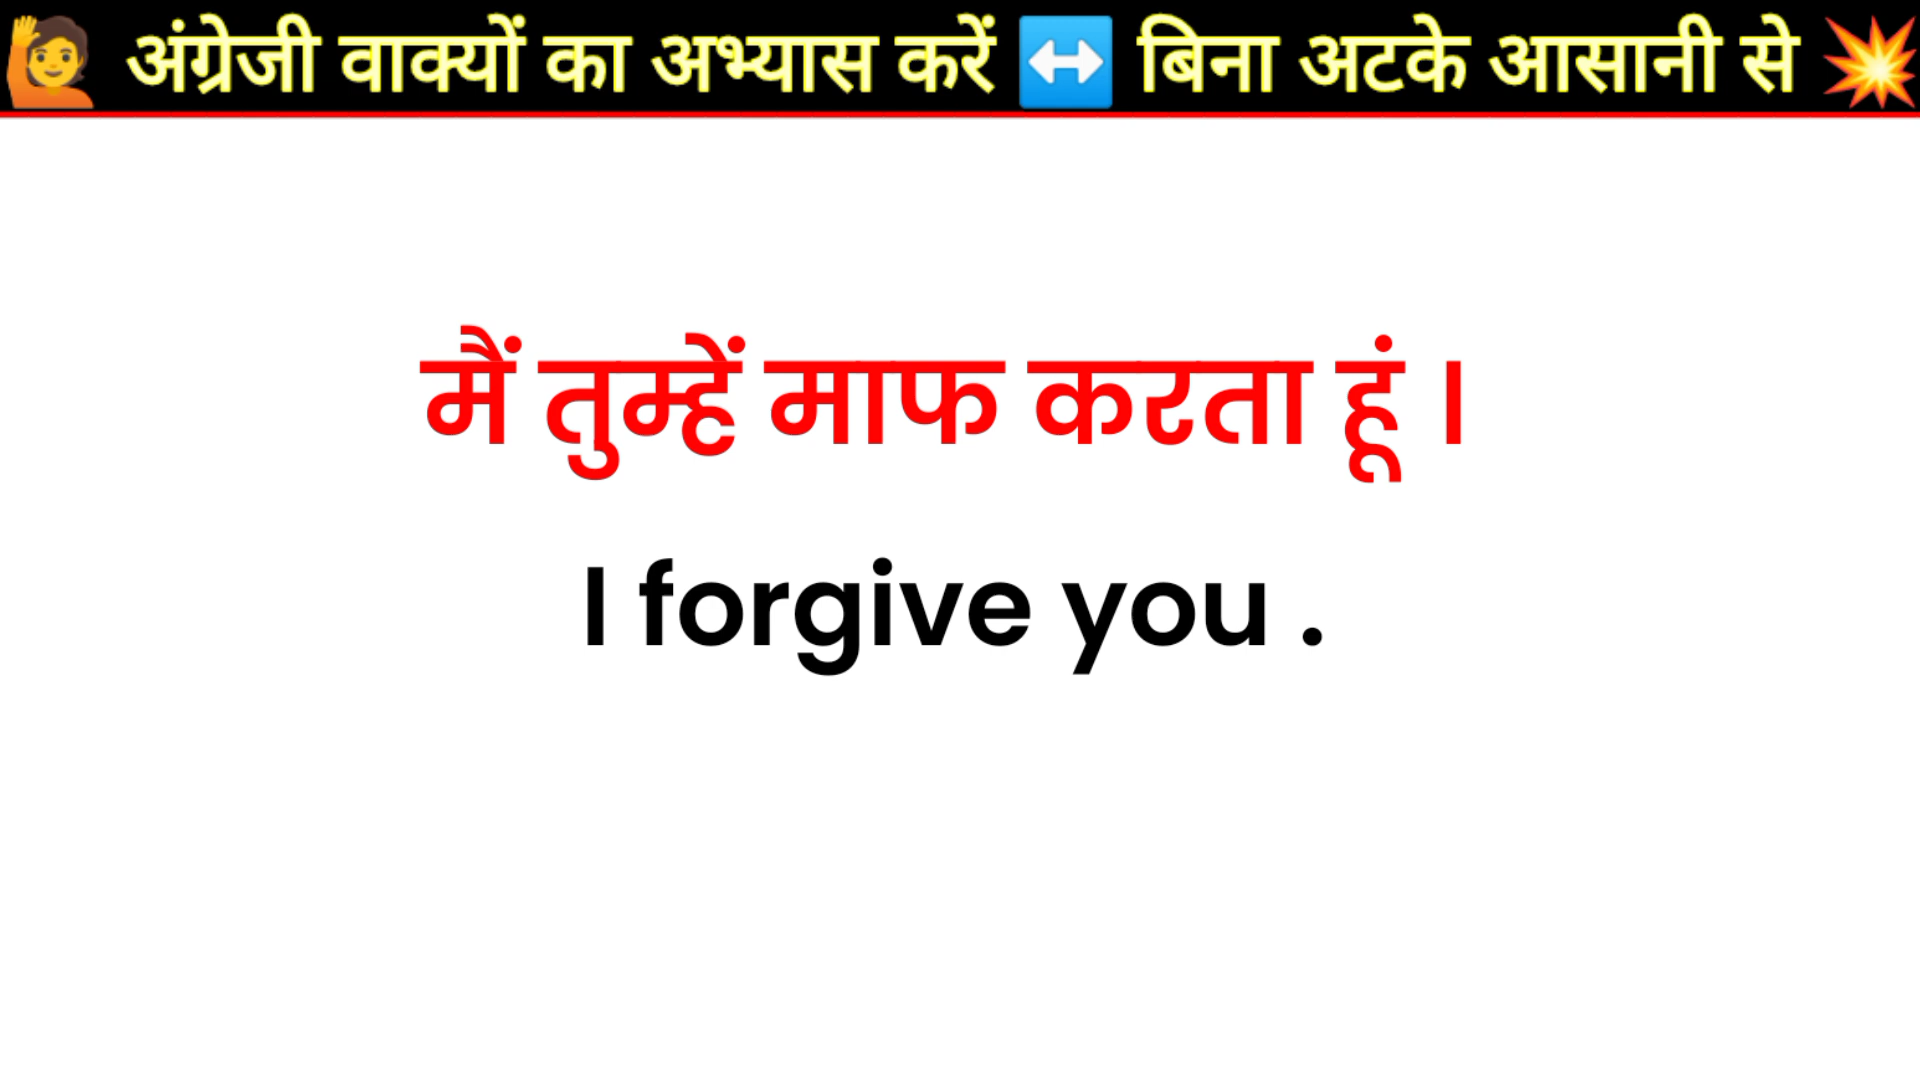 🙋 अंग्रेजी वाक्यों का अभ्यास करें ↔️ बिना अटके आसानी से 💥
मैं तुम्हें माफ करता हूं ।
I forgive you .